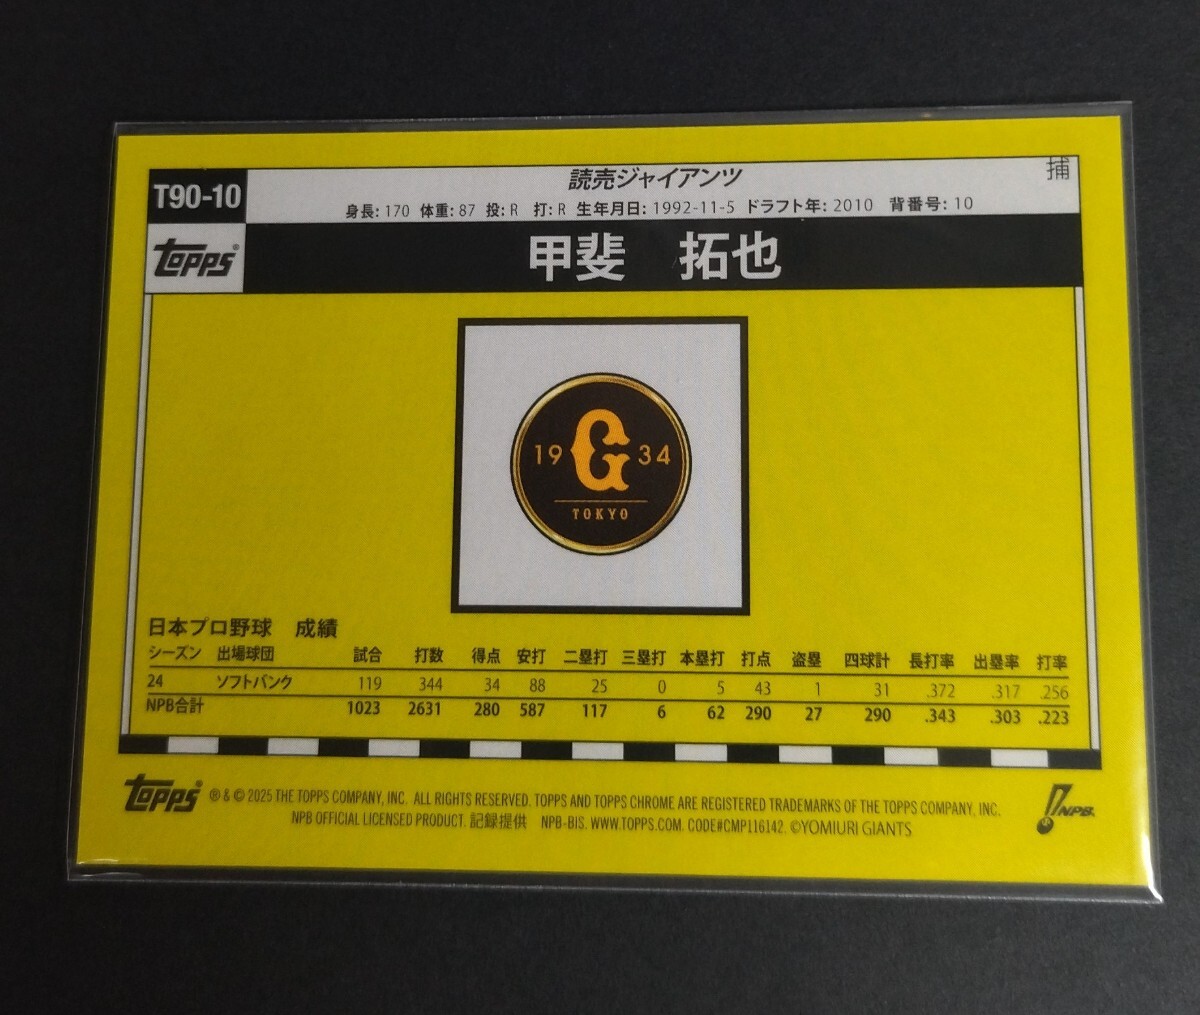 T90-10
読売ジャイアンツ
捕
身長: 170 体重: 87 投: R 打: R 生年月日: 1992-11-5 ドラフト年: 2010 背番号: 10
Topps®
甲斐 拓也
19 G 34
TOKYO
日本プロ野球 成績
シーズン 出場球団 試合 打数 得点 安打 二塁打 三塁打 本塁打 打点 盗塁 四球計 長打率 出塁率 打率
24 ソフトバンク 119 344 34 88 25 0 5 43 1 31 .372 .317 .256
NPB合計 1023 2631 280 587 117 6 62 290 27 290 .343 .303 .223
Topps® ® & © 2025 THE TOPPS COMPANY, INC. ALL RIGHTS RESERVED. TOPPS AND TOPPS CHROME ARE REGISTERED TRADEMARKS OF THE TOPPS COMPANY, INC.
NPB OFFICIAL LICENSED PRODUCT. 記録提供 NPB-BIS. WWW.TOPPS.COM. CODE#CMP116142. ©YOMIURI GIANTS
NPB.